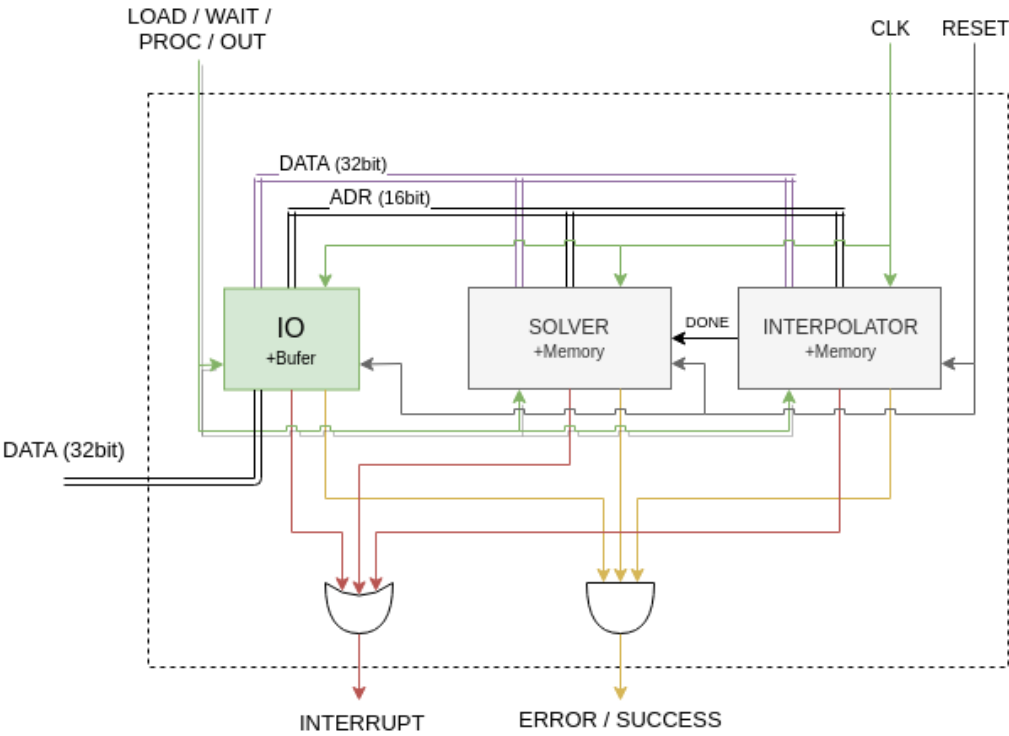 LOAD / WAIT /
PROC / OUT
CLK
RESET
DATA (32bit)
ADR (16bit)
IO
+Bufer
SOLVER
+Memory
DONE
INTERPOLATOR
+Memory
DATA (32bit)
INTERRUPT
ERROR / SUCCESS